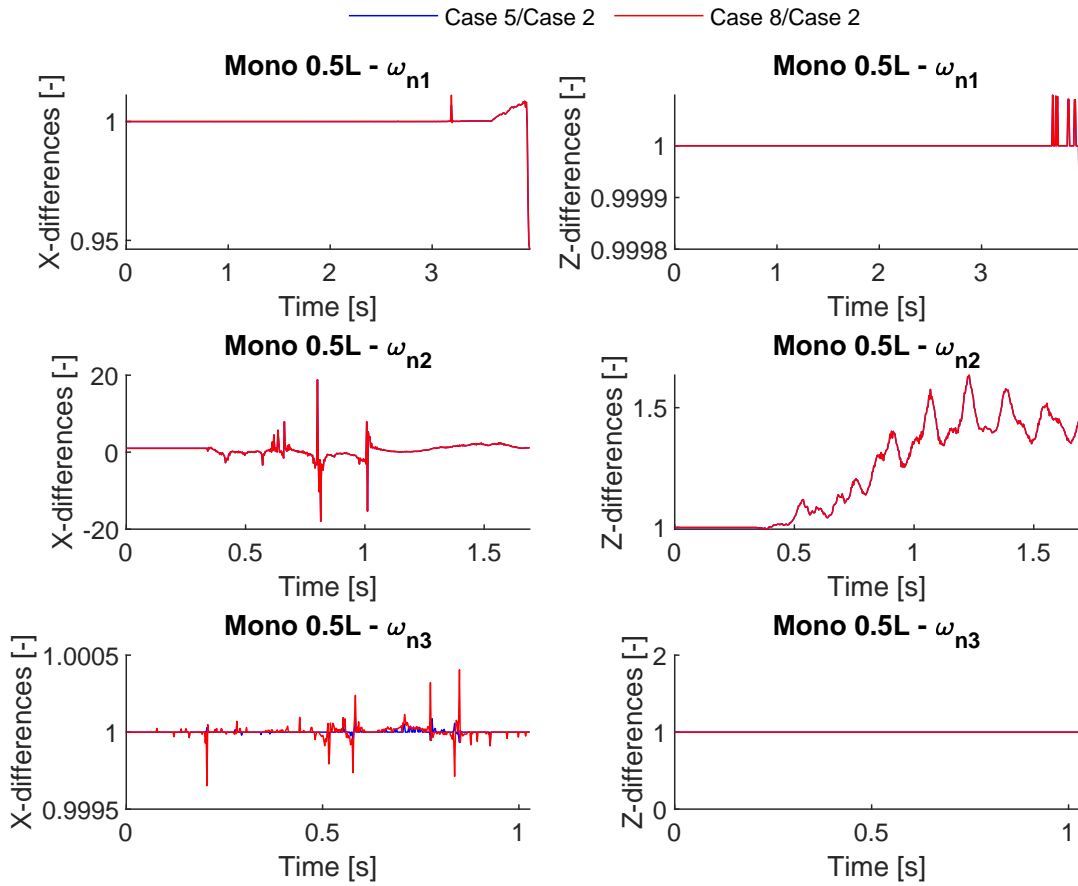 Case 5/Case 2 Case 8/Case 2
Mono 0.5L - ωn1
X-differences [-]
1
0.95
0 1 2 3
Time [s]
Mono 0.5L - ωn1
Z-differences [-]
1
0.9999
0.9998
0 1 2 3
Time [s]
Mono 0.5L - ωn2
X-differences [-]
20
0
-20
0 0.5 1 1.5
Time [s]
Mono 0.5L - ωn2
Z-differences [-]
1.5
1
0 0.5 1 1.5
Time [s]
Mono 0.5L - ωn3
X-differences [-]
1.0005
1
0.9995
0 0.5 1
Time [s]
Mono 0.5L - ωn3
Z-differences [-]
2
1
0
0 0.5 1
Time [s]